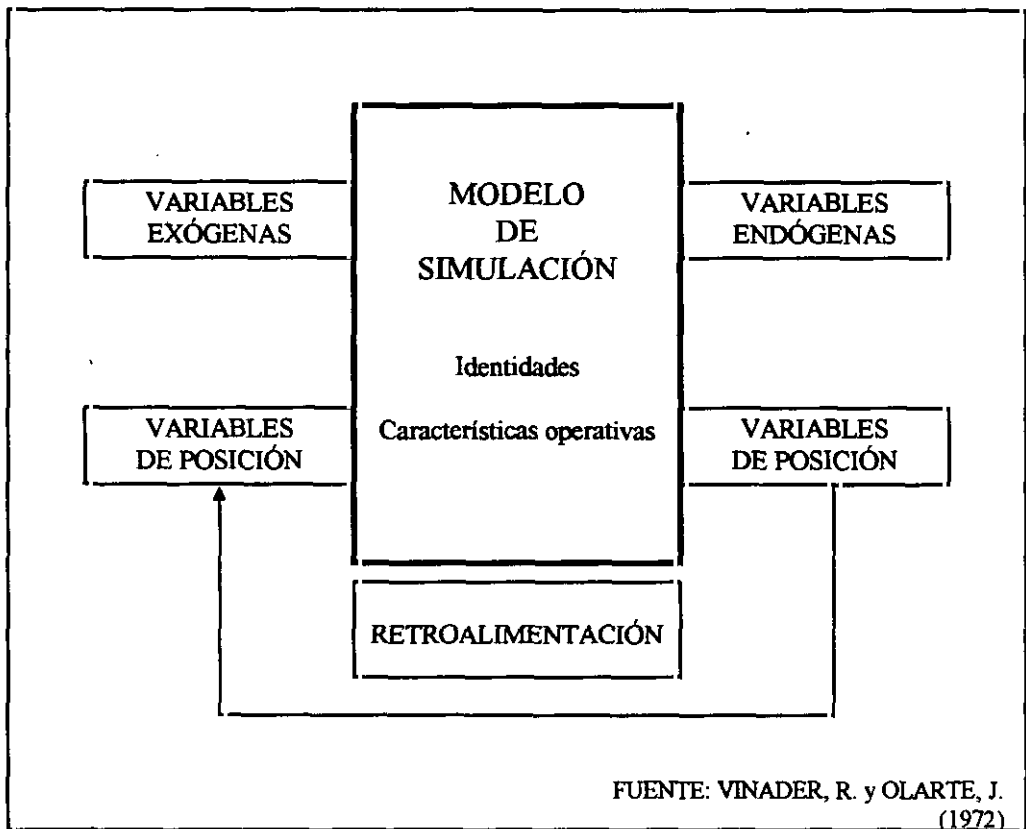 VARIABLES
EXÓGENAS
MODELO
DE
SIMULACIÓN
Identidades
Características operativas
VARIABLES
ENDÓGENAS
VARIABLES
DE POSICIÓN
VARIABLES
DE POSICIÓN
RETROALIMENTACIÓN
FUENTE: VINADER, R. y OLARTE, J.
(1972)